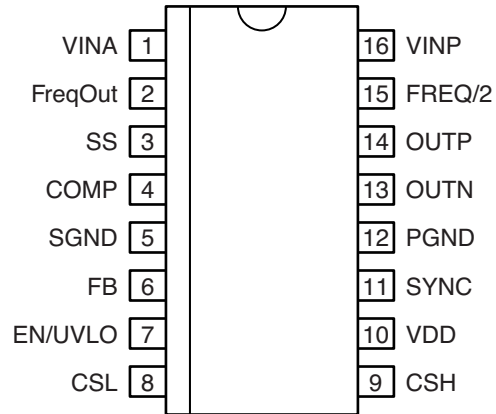 VINA 1 16 VINP
FreqOut 2 15 FREQ/2
SS 3 14 OUTP
COMP 4 13 OUTN
SGND 5 12 PGND
FB 6 11 SYNC
EN/UVLO 7 10 VDD
CSL 8 9 CSH